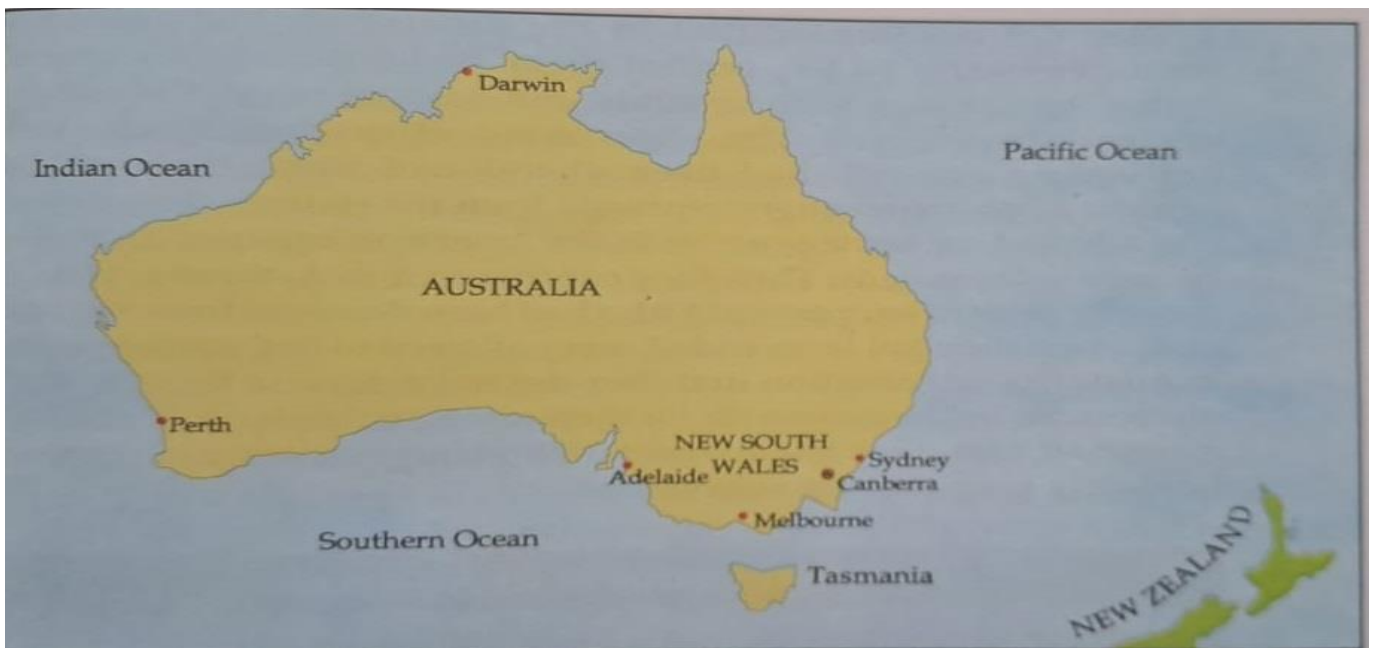 Darwin
Pacific Ocean
Indian Ocean
AUSTRALIA
Perth
NEW SOUTH
WALES
Sydney
Adelaide
Canberra
Melbourne
Southern Ocean
Tasmania
NEW ZEALAND